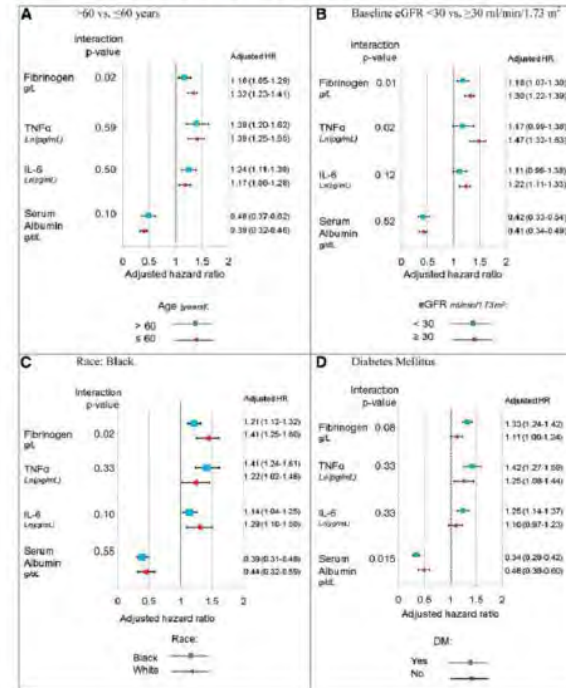 A >60 vs. ≤60 years
Interaction
p-value
Adjusted HR
Fibrinogen 0.02
g/L
1.16 (1.05-1.29)
1.32 (1.23-1.41)
TNFα 0.59
Ln(pg/mL)
1.39 (1.20-1.62)
1.39 (1.25-1.55)
IL-6 0.50
Ln(pg/mL)
1.24 (1.11-1.39)
1.17 (1.06-1.28)
Serum 0.10
Albumin
g/dL
0.48 (0.37-0.62)
0.39 (0.32-0.46)
0 0.5 1 1.5 2
Adjusted hazard ratio
Age (years):
> 60
≤ 60
B Baseline eGFR <30 vs. ≥30 ml/min/1.73 m²
Interaction
p-value
Adjusted HR
Fibrinogen 0.01
g/L
1.18 (1.07-1.30)
1.30 (1.22-1.39)
TNFα 0.02
Ln(pg/mL)
1.17 (0.99-1.38)
1.47 (1.32-1.63)
IL-6 0.12
Ln(pg/mL)
1.11 (0.96-1.38)
1.22 (1.11-1.33)
Serum 0.52
Albumin
g/dL
0.42 (0.33-0.54)
0.41 (0.34-0.49)
0 0.5 1 1.5 2
Adjusted hazard ratio
eGFR ml/min/1.73m²:
< 30
≥ 30
C Race: Black
Interaction
p-value
Adjusted HR
Fibrinogen 0.02
g/L
1.21 (1.12-1.32)
1.41 (1.25-1.60)
TNFα 0.33
Ln(pg/mL)
1.41 (1.24-1.61)
1.22 (1.02-1.46)
IL-6 0.10
Ln(pg/mL)
1.14 (1.04-1.25)
1.29 (1.10-1.50)
Serum 0.55
Albumin
g/dL
0.39 (0.31-0.48)
0.44 (0.32-0.59)
0 0.5 1 1.5 2
Adjusted hazard ratio
Race:
Black
White
D Diabetes Mellitus
Interaction
p-value
Adjusted HR
Fibrinogen 0.08
g/L
1.33 (1.24-1.42)
1.11 (1.00-1.24)
TNFα 0.33
Ln(pg/mL)
1.42 (1.27-1.59)
1.25 (1.08-1.44)
IL-6 0.33
Ln(pg/mL)
1.25 (1.14-1.37)
1.10 (0.97-1.23)
Serum 0.015
Albumin
g/dL
0.34 (0.29-0.42)
0 0.5 1 1.5 2
Adjusted hazard ratio
DM:
Yes
No